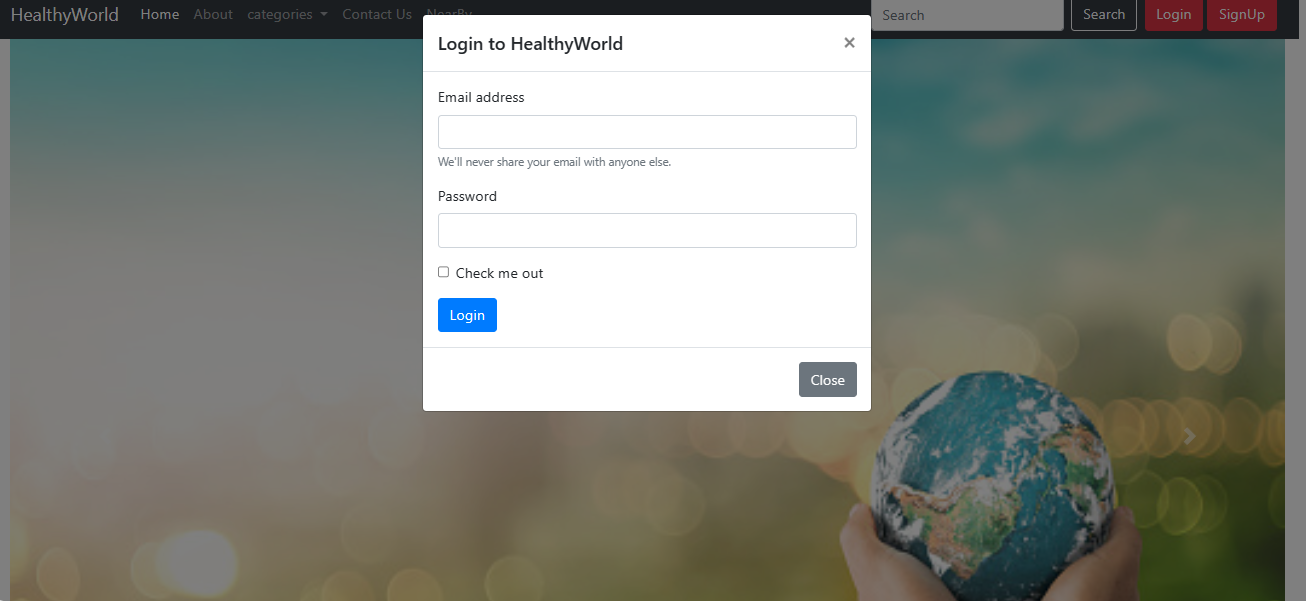 HealthyWorld Home About categories Contact Us NearBy Search Search Login SignUp
Login to HealthyWorld ×
Email address
We'll never share your email with anyone else.
Password
Check me out
Login
Close